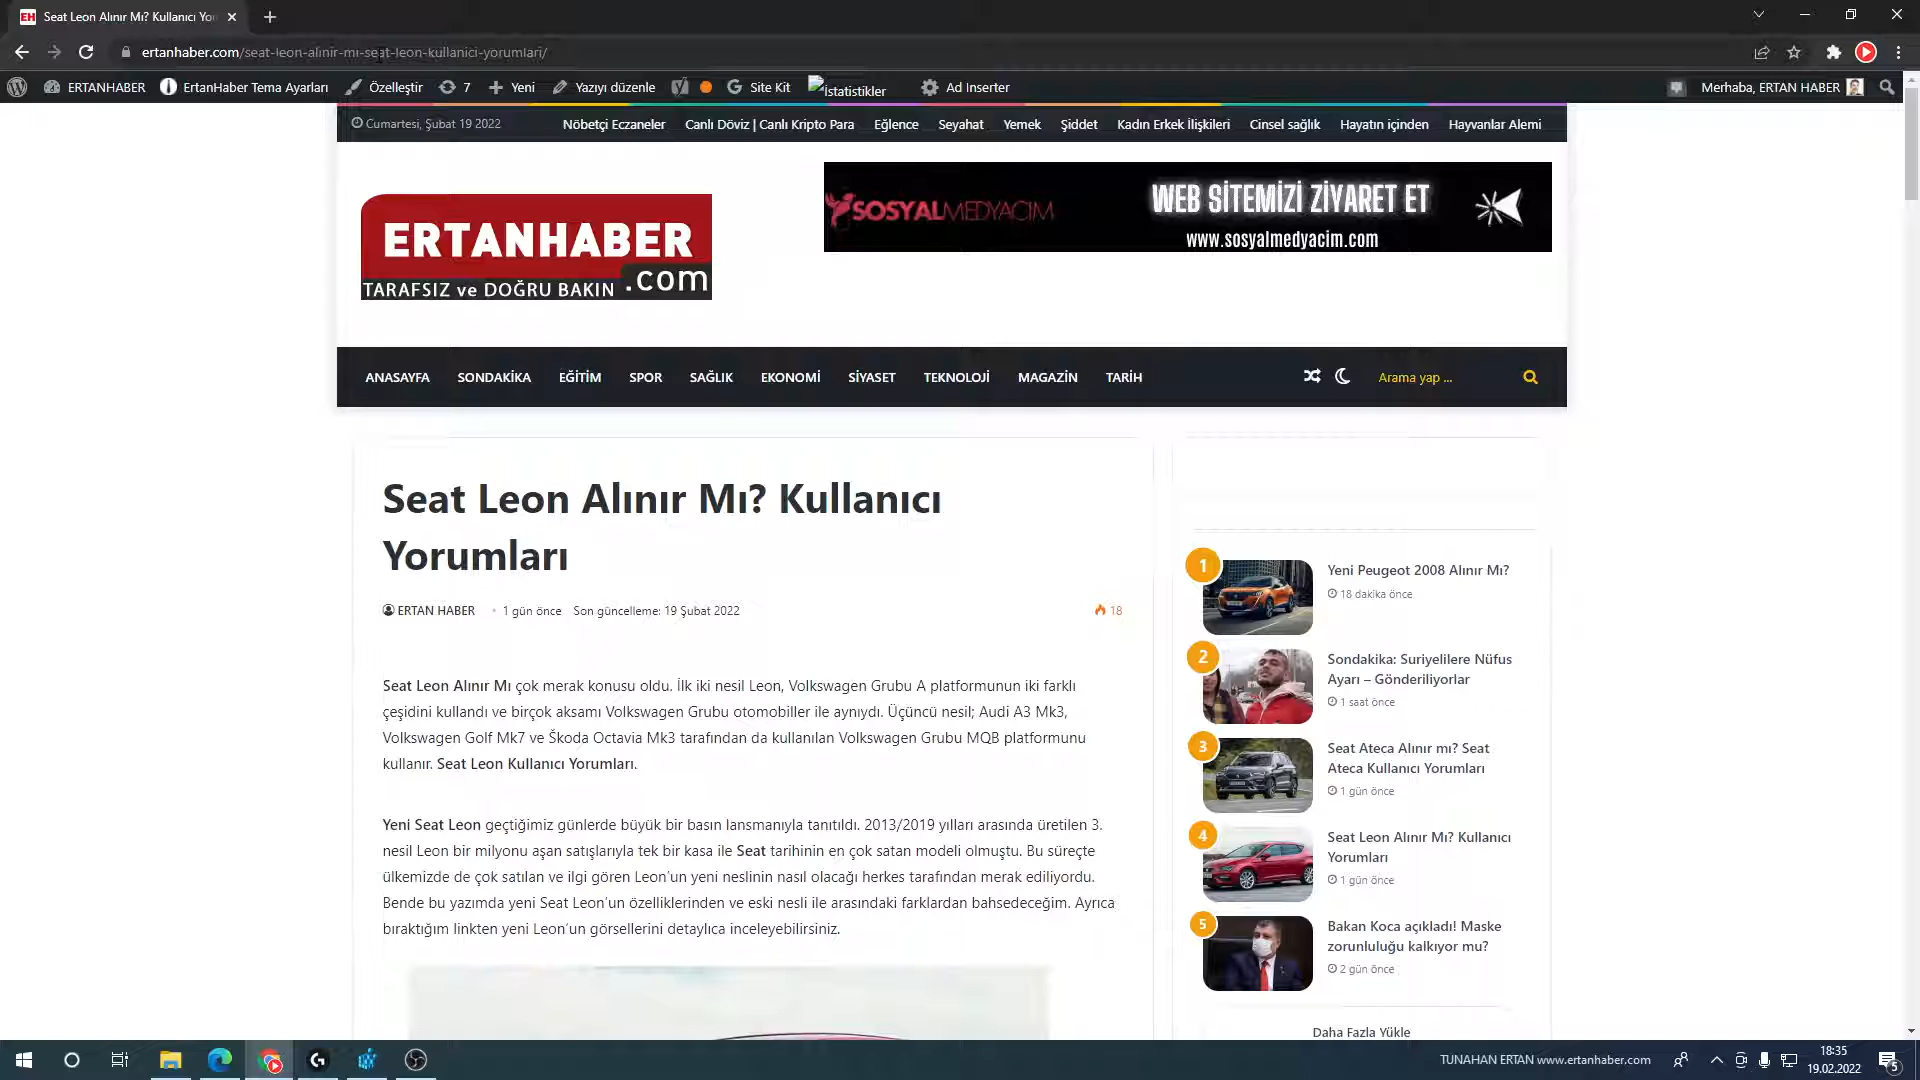 Seat Leon Alınır Mı? Kullanıcı Yo
ertanhaber.com/seat-leon-alinir-mi-seat-leon-kullanici-yorumlari/
ERTANHABER ErtanHaber Tema Ayarları Özelleştir 7 Yeni Yazıyı düzenle Site Kit İstatistikler Ad Inserter Merhaba, ERTAN HABER
Cumartesi, Şubat 19 2022 Nöbetçi Eczaneler Canlı Döviz | Canlı Kripto Para Eğlence Seyahat Yemek Şiddet Kadın Erkek İlişkileri Cinsel sağlık Hayatın içinden Hayvanlar Alemi
SOSYALMEDYACIM
WEB SİTEMİZİ ZİYARET ET
www.sosyalmedyacim.com
ERTANHABER
.com
TARAFSIZ ve DOĞRU BAKIN
ANASAYFA SONDAKİKA EĞİTİM SPOR SAĞLIK EKONOMİ SİYASET TEKNOLOJİ MAGAZİN TARİH Arama yap ...
Seat Leon Alınır Mı? Kullanıcı
Yorumları
ERTAN HABER • 1 gün önce Son güncelleme: 19 Şubat 2022 18
Seat Leon Alınır Mı çok merak konusu oldu. İlk iki nesil Leon, Volkswagen Grubu A platformunun iki farklı
çeşidini kullandı ve birçok aksamı Volkswagen Grubu otomobiller ile aynıydı. Üçüncü nesil; Audi A3 Mk3,
Volkswagen Golf Mk7 ve Škoda Octavia Mk3 tarafından da kullanılan Volkswagen Grubu MQB platformunu
kullanır. Seat Leon Kullanıcı Yorumları.
Yeni Seat Leon geçtiğimiz günlerde büyük bir basın lansmanıyla tanıtıldı. 2013/2019 yılları arasında üretilen 3.
nesil Leon bir milyonu aşan satışlarıyla tek bir kasa ile Seat tarihinin en çok satan modeli olmuştu. Bu süreçte
ülkemizde de çok satılan ve ilgi gören Leon'un yeni neslinin nasıl olacağı herkes tarafından merak ediliyordu.
Bende bu yazımda yeni Seat Leon'un özelliklerinden ve eski nesli ile arasındaki farklardan bahsedeceğim. Ayrıca
bıraktığım linkten yeni Leon'un görsellerini detaylıca inceleyebilirsiniz.
1
Yeni Peugeot 2008 Alınır Mı?
18 dakika önce
2
Sondakika: Suriyelilere Nüfus
Ayarı – Gönderiliyorlar
1 saat önce
3
Seat Ateca Alınır mı? Seat
Ateca Kullanıcı Yorumları
1 gün önce
4
Seat Leon Alınır Mı? Kullanıcı
Yorumları
1 gün önce
5
Bakan Koca açıkladı! Maske
zorunluluğu kalkıyor mu?
2 gün önce
Daha Fazla Yükle
TUNAHAN ERTAN www.ertanhaber.com
18:35
19.02.2022
5